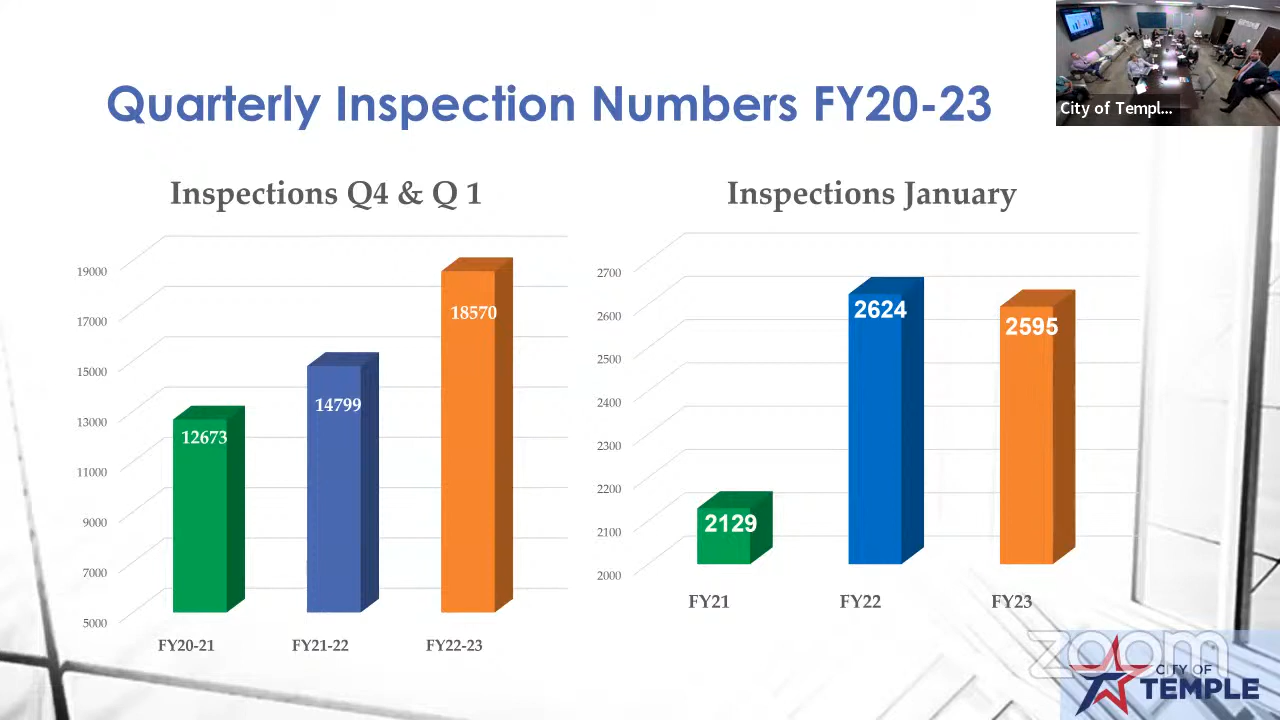 Quarterly Inspection Numbers FY20-23
City of Templ...
Inspections Q4 & Q 1
19000
17000
15000
13000
11000
9000
7000
5000
12673
14799
18570
FY20-21
FY21-22
FY22-23
Inspections January
2700
2600
2500
2400
2300
2200
2100
2000
2129
2624
2595
FY21
FY22
FY23
zoom
CITY OF
TEMPLE